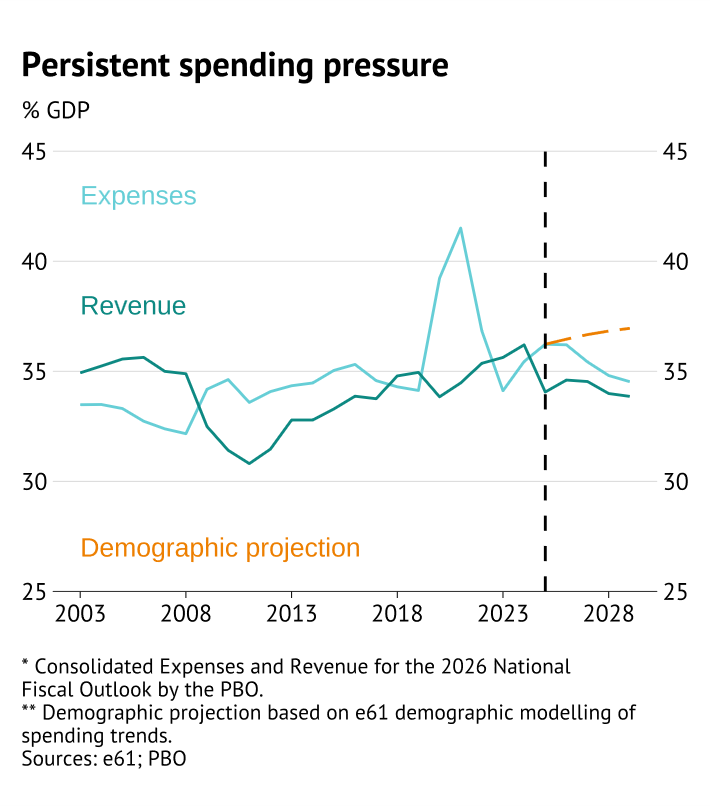 Persistent spending pressure
% GDP
45 45
Expenses
40 40
Revenue
35 35
30 30
Demographic projection
25 25
2003 2008 2013 2018 2023 2028
* Consolidated Expenses and Revenue for the 2026 National
Fiscal Outlook by the PBO.
** Demographic projection based on e61 demographic modelling of
spending trends.
Sources: e61; PBO